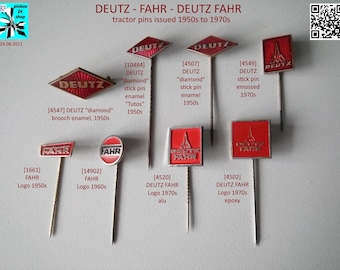 DEUTZ - FAHR - DEUTZ FAHR
tractor pins issued 1950s to 1970s
pinbox
24
shop
DEUTZ
DEUTZ
DEUTZ
DEUTZ
[4547] DEUTZ "diamond"
brooch enamel, 1950s
[10484]
DEUTZ
"diamond"
stick pin
enamel
"Tutos"
1950s
[4507]
DEUTZ
"diamond"
stick pin
enamel
1950s
[4549]
DEUTZ
stick pin
emossed
1970s
FAHR
FAHR
DEUTZ
FAHR
DEUTZ
FAHR
[1661]
FAHR
Logo 1950s
[14902]
FAHR
Logo 1960s
[4520]
DEUTZ FAHR
Logo 1970s
alu
[4502]
DEUTZ FAHR
Logo 1970s
epoxy